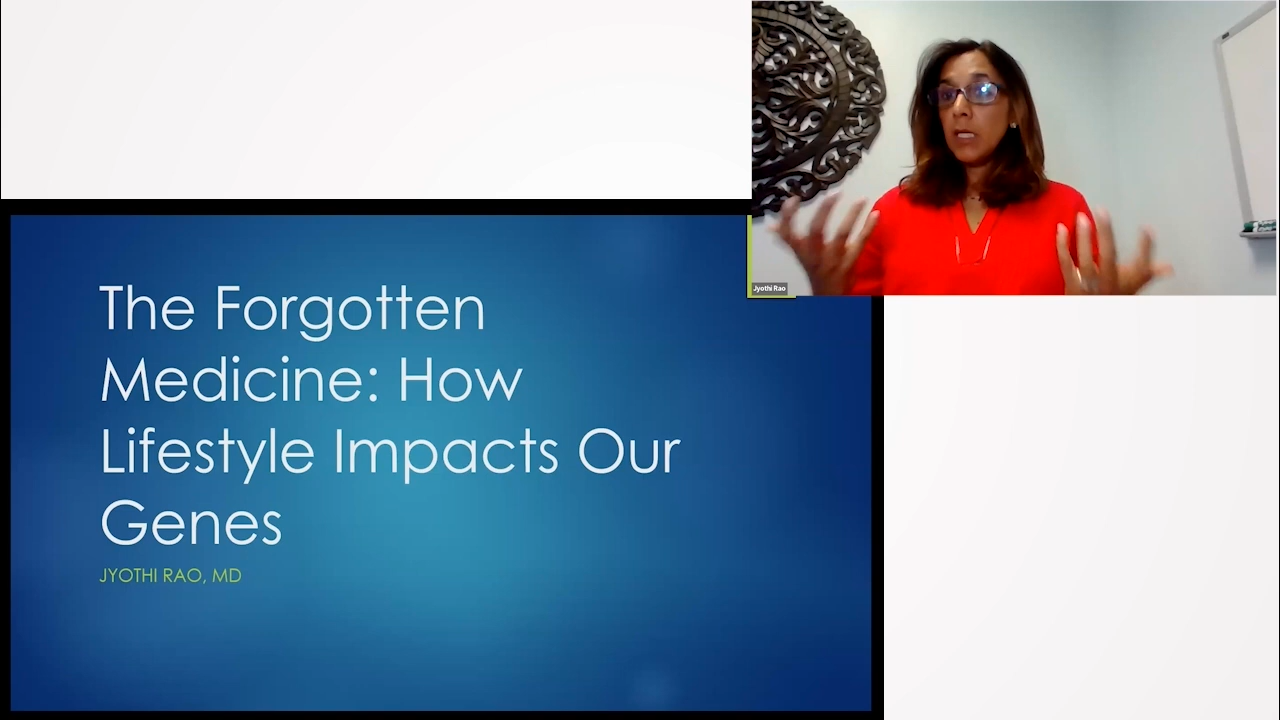 Jyothi Rao
The Forgotten
Medicine: How
Lifestyle Impacts Our
Genes
JYOTHI RAO, MD